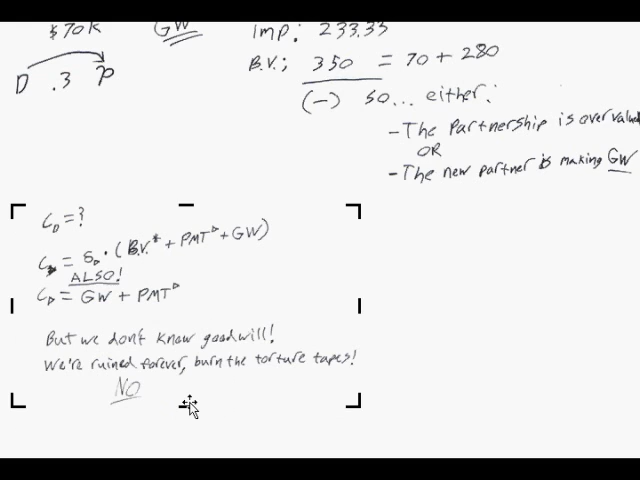 $70K GW
Imp: 233.33
D .3 P
B.V.; 350 = 70 + 280
(-) 50... either:
- The Partnership is overvalue
OR
- The new partner is making GW
C_D = ?
C_D = S_D · (B.V.* + PMT^D + GW)
ALSO!
C_D = GW + PMT^D
But we don't know goodwill!
We're ruined forever, burn the torture tapes!
NO